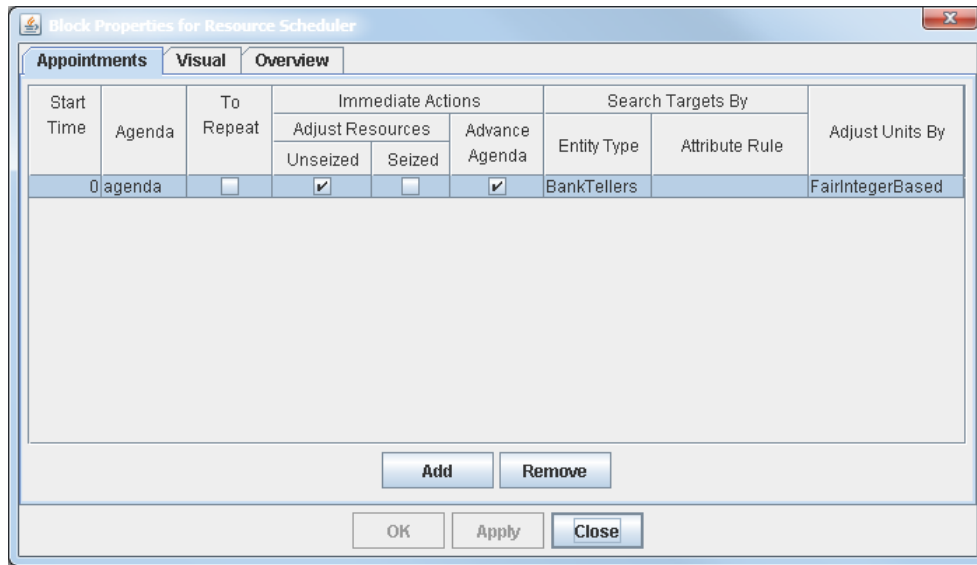 Block Properties for Resource Scheduler
Appointments Visual Overview
Start Time Agenda To Repeat Immediate Actions Search Targets By Adjust Units By
Adjust Resources Advance Agenda Entity Type Attribute Rule
Unseized Seized
0 agenda BankTellers FairIntegerBased
Add Remove
OK Apply Close